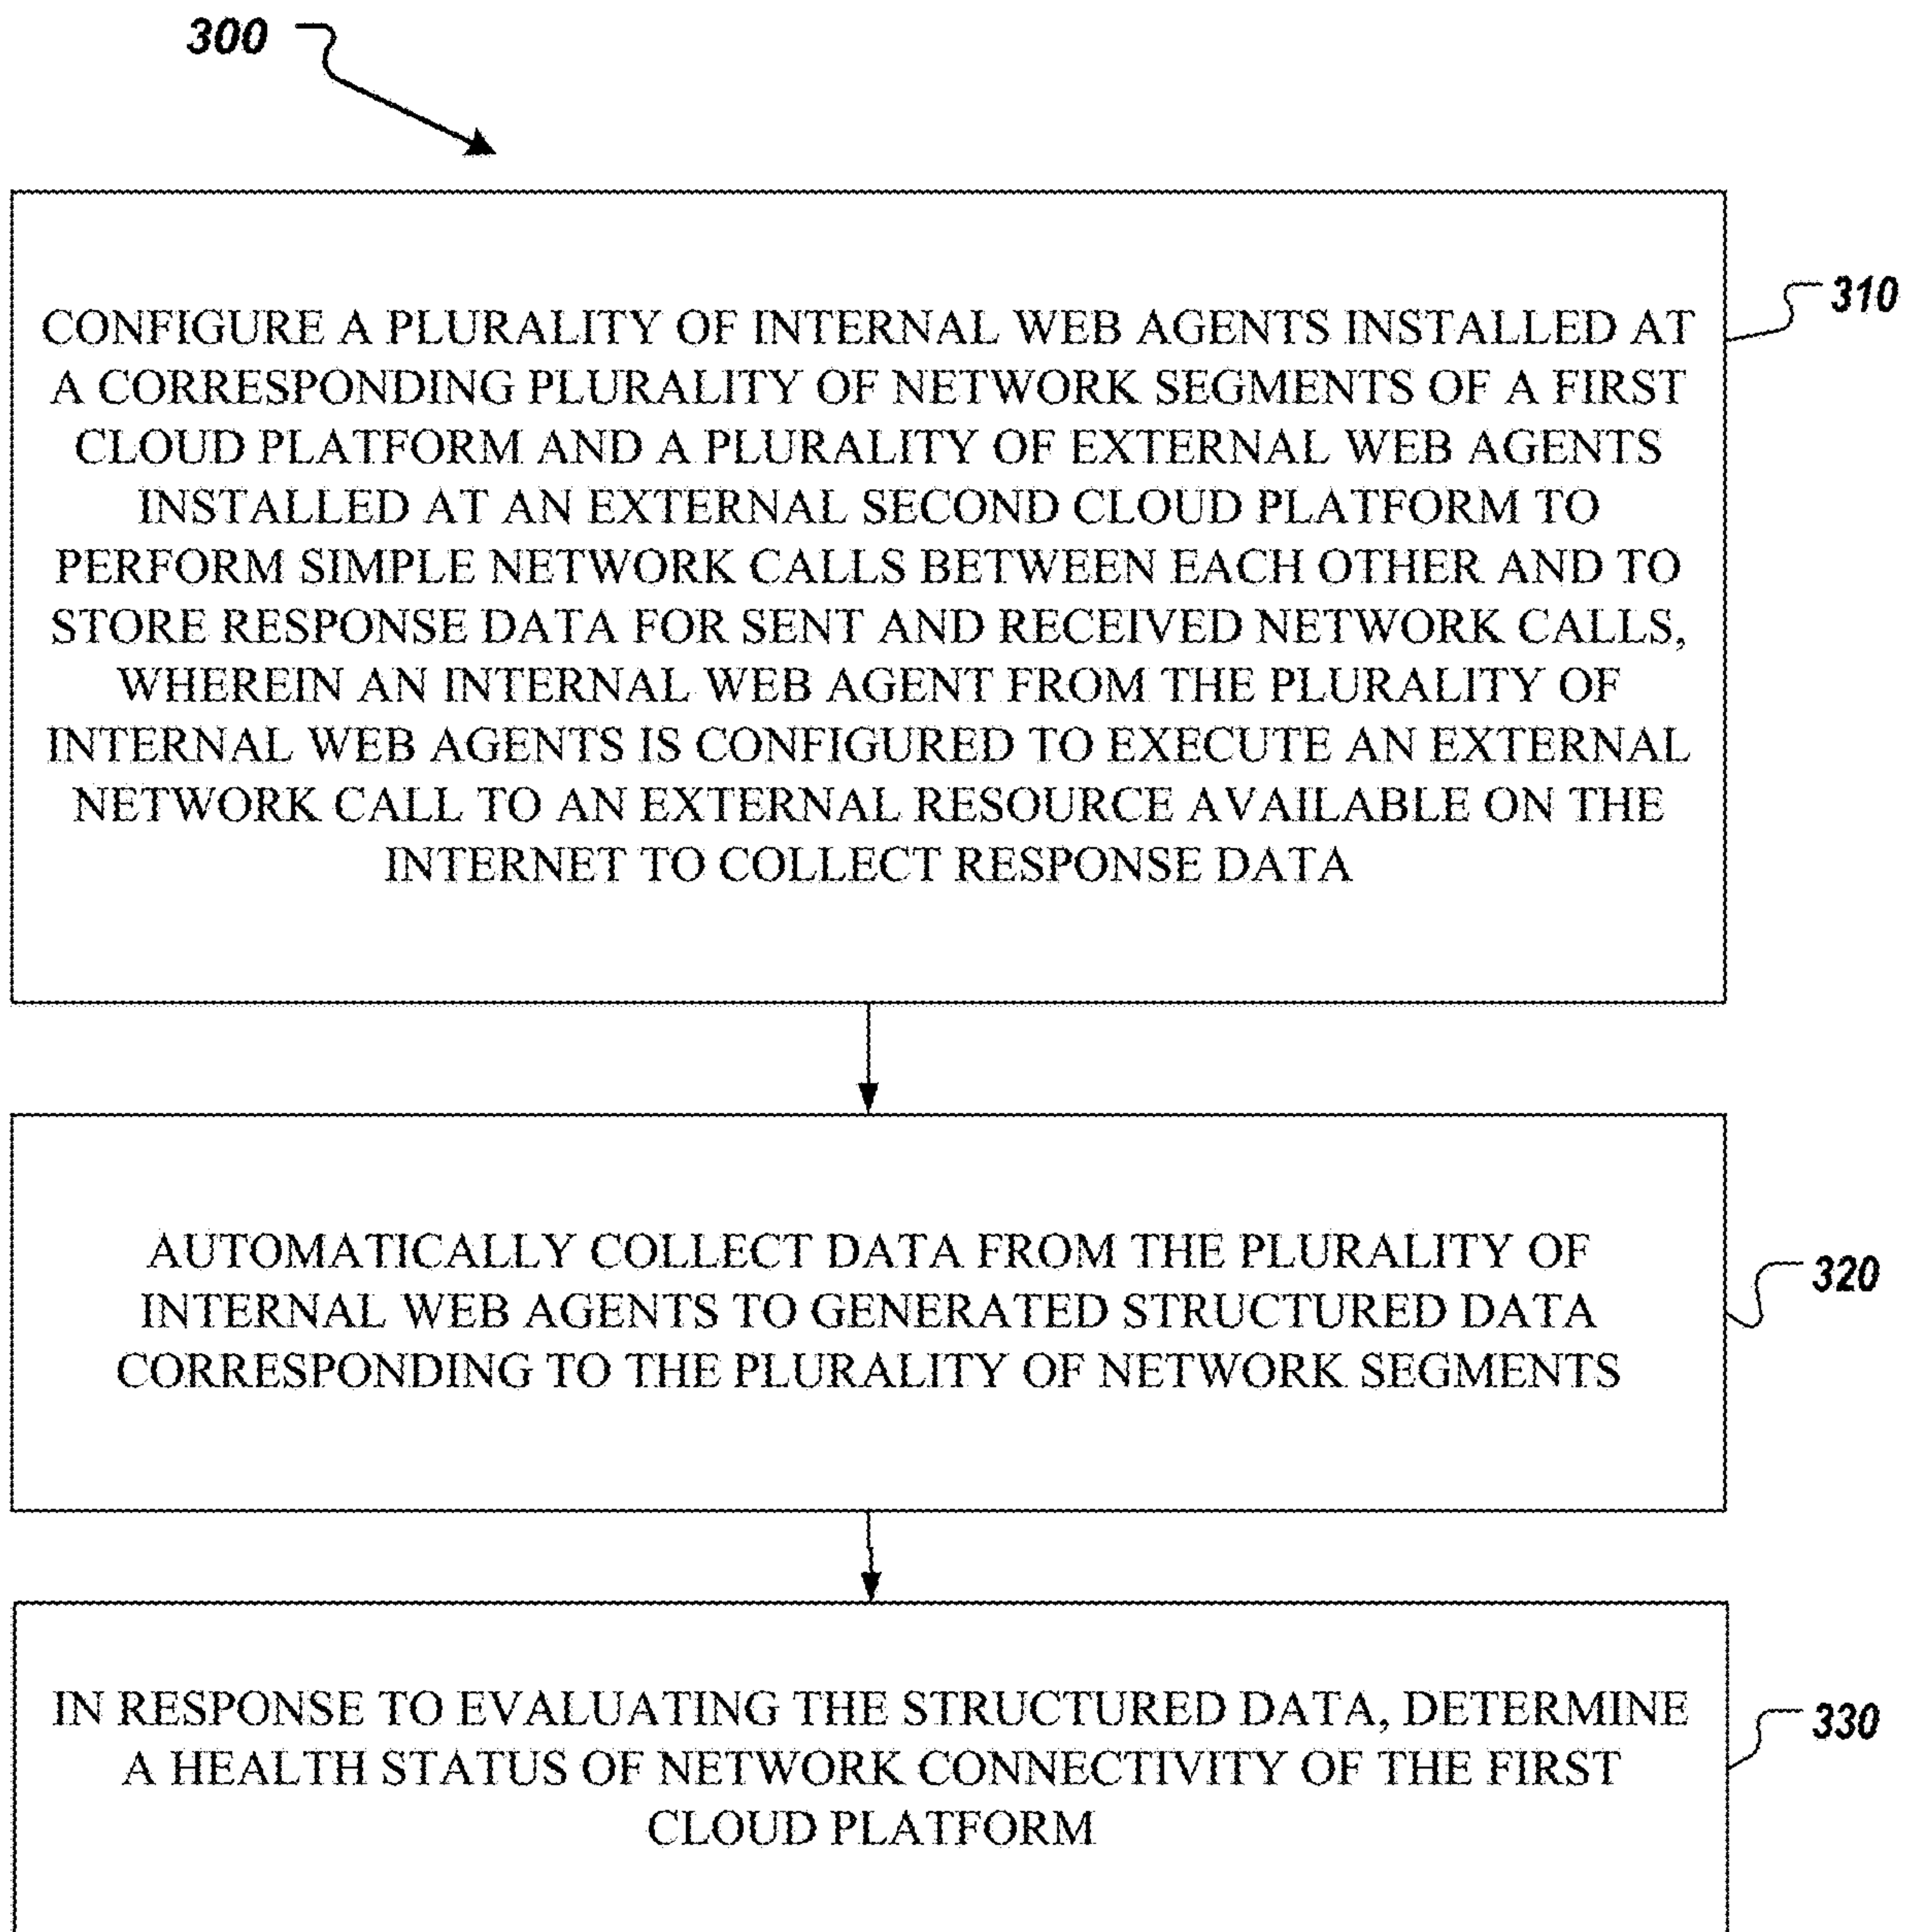 300
310
CONFIGURE A PLURALITY OF INTERNAL WEB AGENTS INSTALLED AT
A CORRESPONDING PLURALITY OF NETWORK SEGMENTS OF A FIRST
CLOUD PLATFORM AND A PLURALITY OF EXTERNAL WEB AGENTS
INSTALLED AT AN EXTERNAL SECOND CLOUD PLATFORM TO
PERFORM SIMPLE NETWORK CALLS BETWEEN EACH OTHER AND TO
STORE RESPONSE DATA FOR SENT AND RECEIVED NETWORK CALLS,
WHEREIN AN INTERNAL WEB AGENT FROM THE PLURALITY OF
INTERNAL WEB AGENTS IS CONFIGURED TO EXECUTE AN EXTERNAL
NETWORK CALL TO AN EXTERNAL RESOURCE AVAILABLE ON THE
INTERNET TO COLLECT RESPONSE DATA
AUTOMATICALLY COLLECT DATA FROM THE PLURALITY OF
320
INTERNAL WEB AGENTS TO GENERATED STRUCTURED DATA
CORRESPONDING TO THE PLURALITY OF NETWORK SEGMENTS
IN RESPONSE TO EVALUATING THE STRUCTURED DATA, DETERMINE
330
A HEALTH STATUS OF NETWORK CONNECTIVITY OF THE FIRST
CLOUD PLATFORM